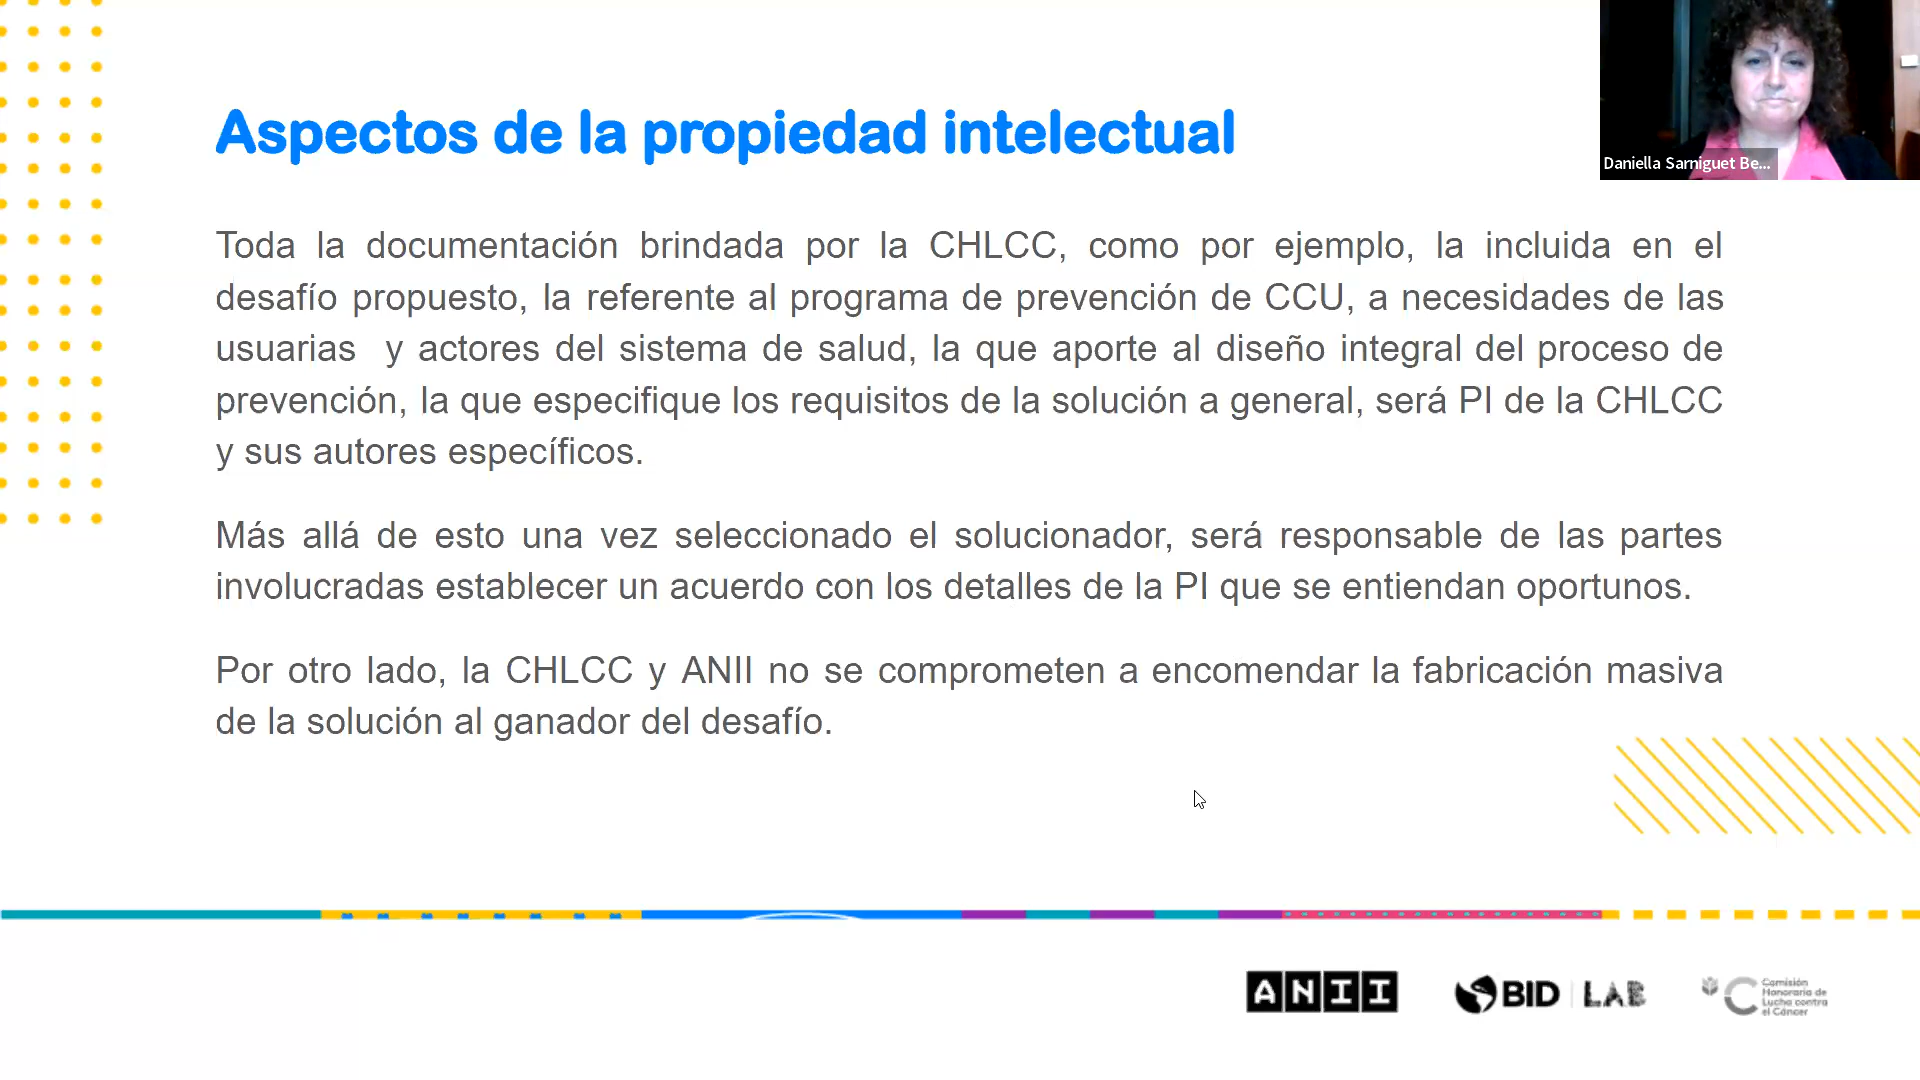 Daniella Sarniguet Be...
Aspectos de la propiedad intelectual
Toda la documentación brindada por la CHLCC, como por ejemplo, la incluida en el
desafío propuesto, la referente al programa de prevención de CCU, a necesidades de las
usuarias y actores del sistema de salud, la que aporte al diseño integral del proceso de
prevención, la que especifique los requisitos de la solución a general, será PI de la CHLCC
y sus autores específicos.
Más allá de esto una vez seleccionado el solucionador, será responsable de las partes
involucradas establecer un acuerdo con los detalles de la PI que se entiendan oportunos.
Por otro lado, la CHLCC y ANII no se comprometen a encomendar la fabricación masiva
de la solución al ganador del desafío.
ANII
BID | LAB
Comisión
Honoraria de
Lucha contra
el Cáncer